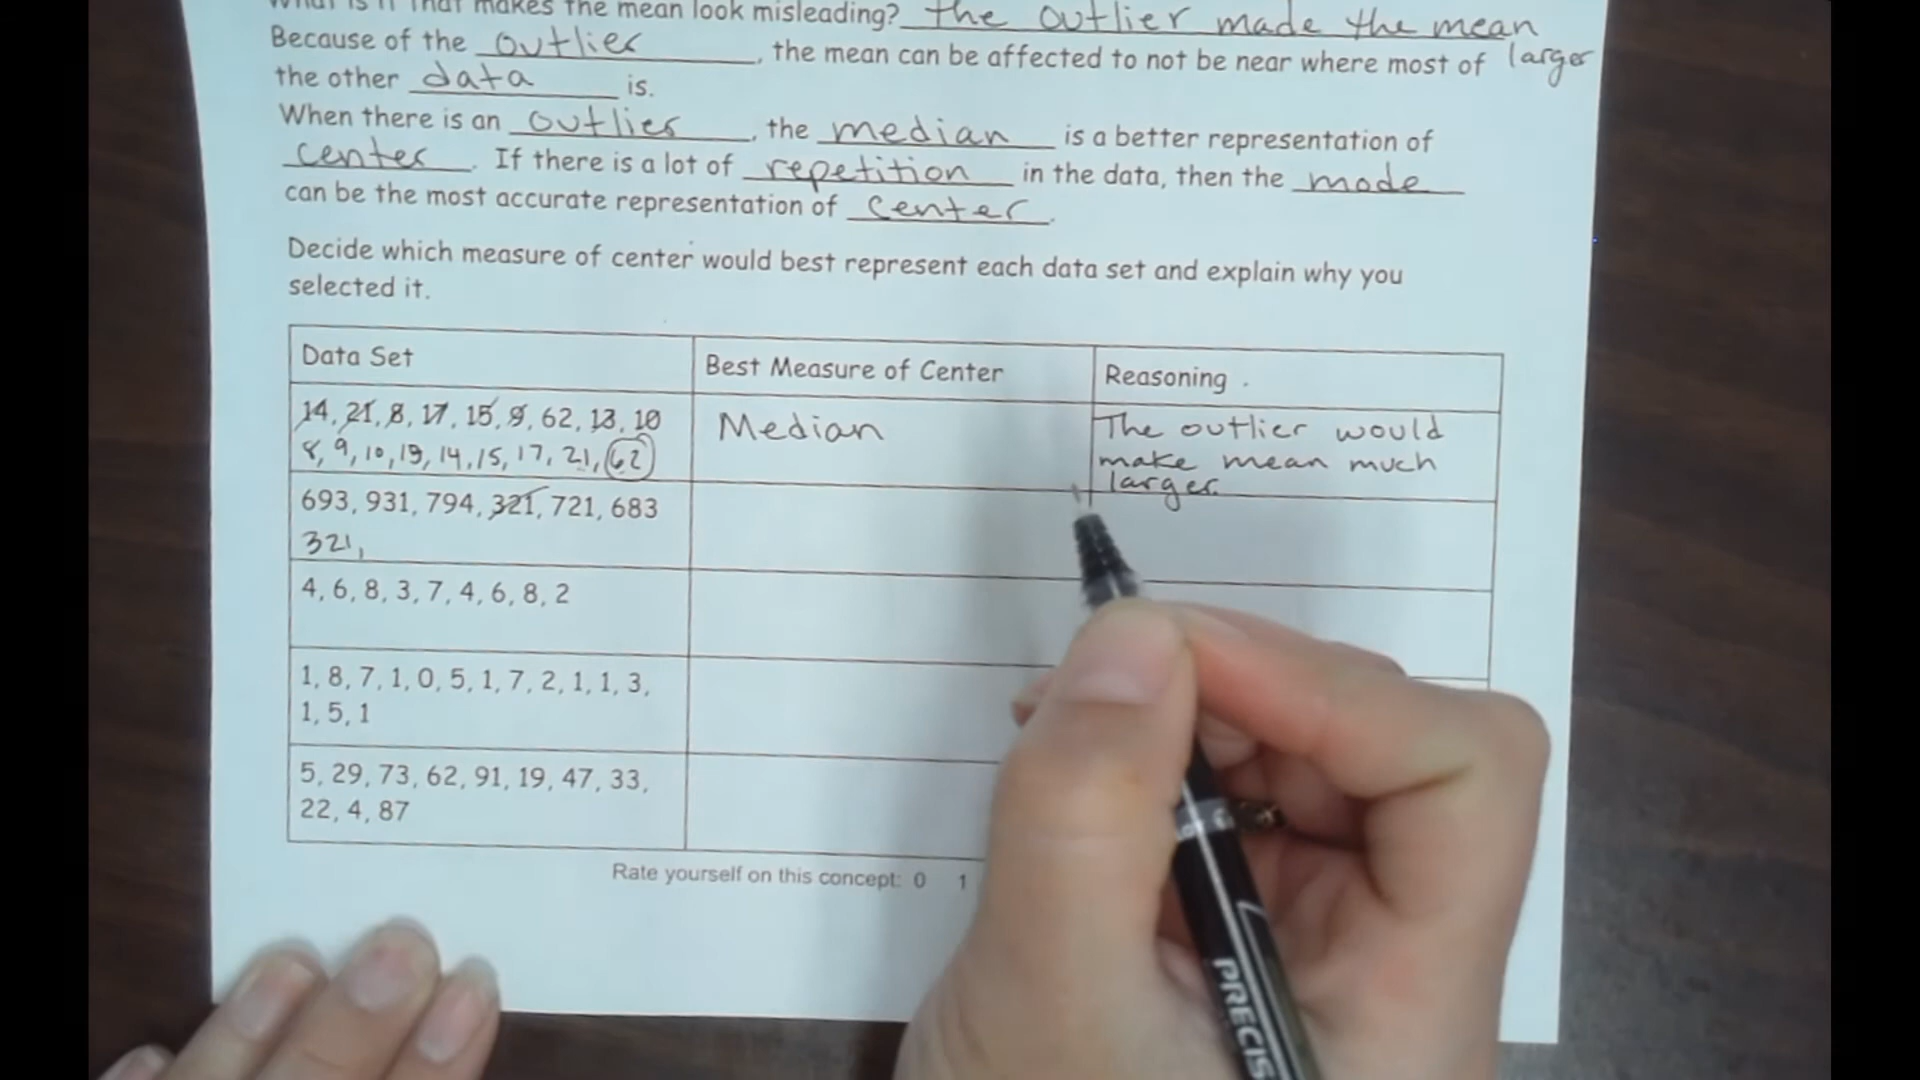 What is it that makes the mean look misleading? the outlier made the mean
larger
Because of the outlier, the mean can be affected to not be near where most of
the other data is.
When there is an outlier, the median is a better representation of
center. If there is a lot of repetition in the data, then the mode
can be the most accurate representation of center.
Decide which measure of center would best represent each data set and explain why you
selected it.
Data Set
Best Measure of Center
Reasoning
14, 21, 8, 17, 15, 9, 62, 13, 10
8, 9, 10, 13, 14, 15, 17, 21, 62
Median
The outlier would
make mean much
larger.
693, 931, 794, 321, 721, 683
321,
4, 6, 8, 3, 7, 4, 6, 8, 2
1, 8, 7, 1, 0, 5, 1, 7, 2, 1, 1, 3,
1, 5, 1
5, 29, 73, 62, 91, 19, 47, 33,
22, 4, 87
Rate yourself on this concept: 0 1
PRECIS